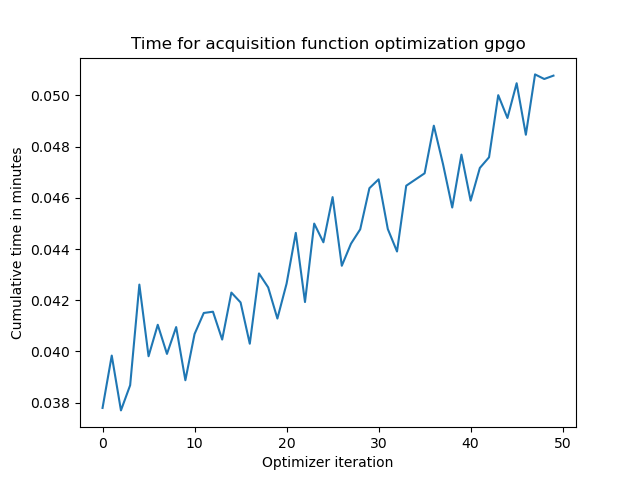 Time for acquisition function optimization gpgo
Cumulative time in minutes
0.050
0.048
0.046
0.044
0.042
0.040
0.038
0 10 20 30 40 50
Optimizer iteration